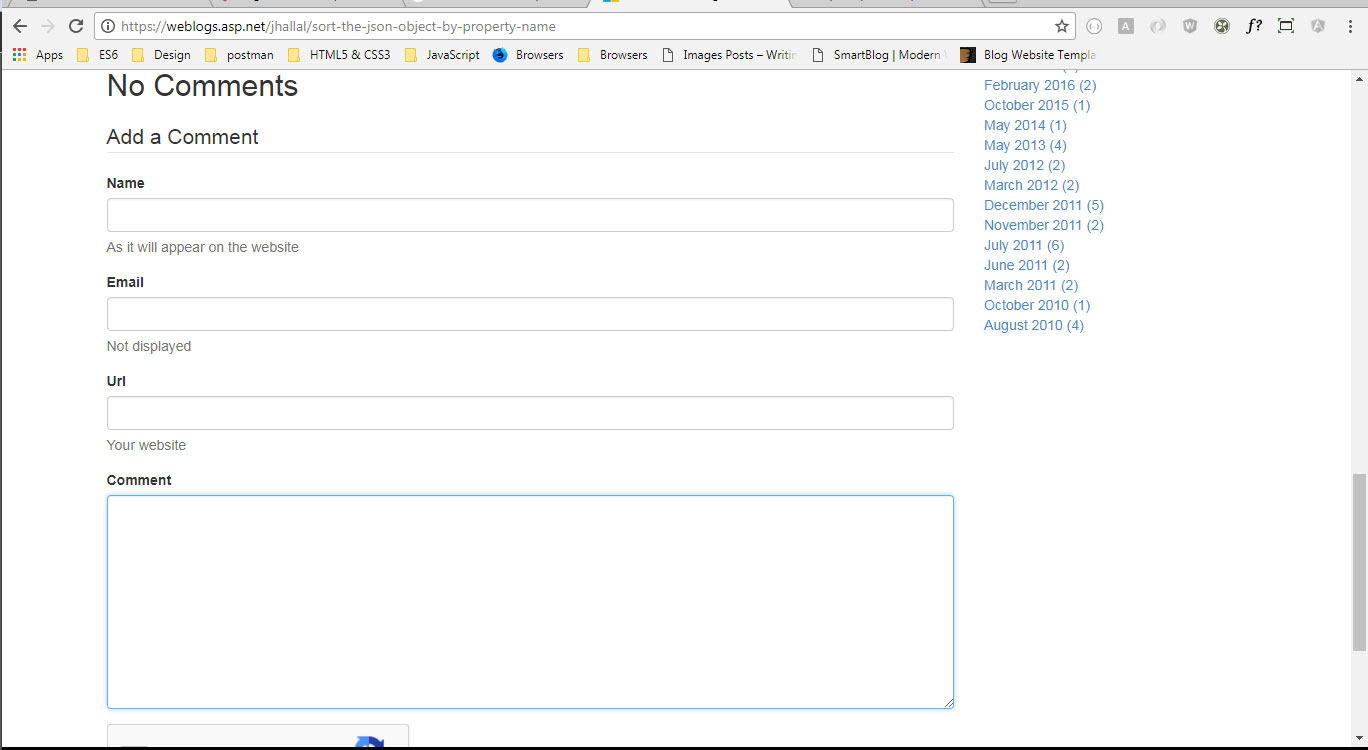 https://weblogs.asp.net/jhallal/sort-the-json-object-by-property-name
A
W
f?
A
Apps ES6 Design postman HTML5 & CSS3 JavaScript Browsers Browsers Images Posts – Writin SmartBlog | Modern Blog Website Templa
No Comments
Add a Comment
Name
As it will appear on the website
Email
Not displayed
Url
Your website
Comment
February 2016 (2)
October 2015 (1)
May 2014 (1)
May 2013 (4)
July 2012 (2)
March 2012 (2)
December 2011 (5)
November 2011 (2)
July 2011 (6)
June 2011 (2)
March 2011 (2)
October 2010 (1)
August 2010 (4)